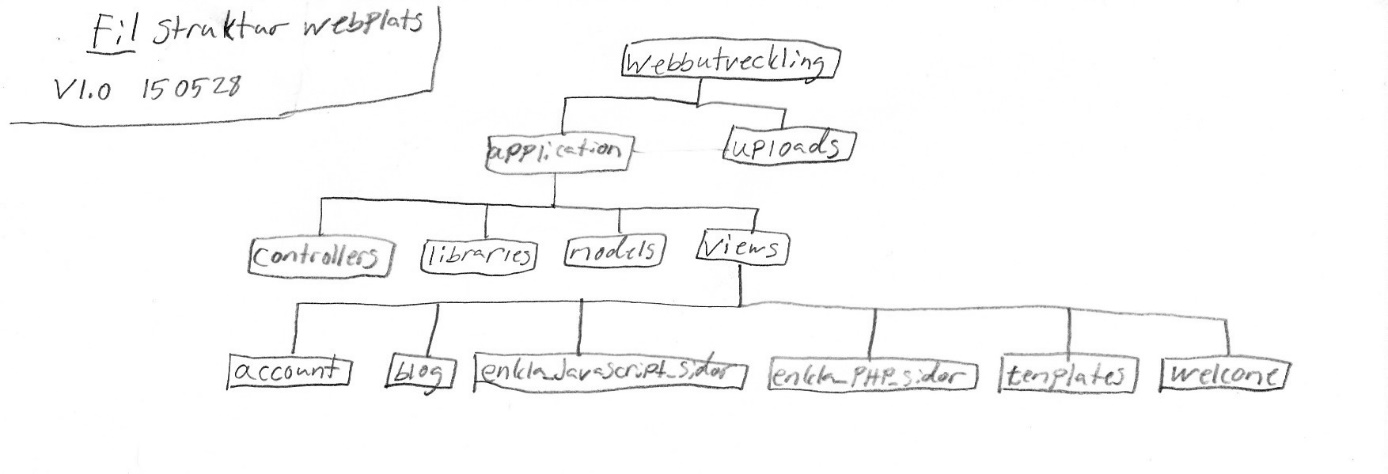 Fil struktur webplats
V1.0 150528
Webbutveckling
application
uploads
controllers
libraries
models
views
account
blog
enkla_Javascript_sidor
enkla_PHP_sidor
templates
welcome